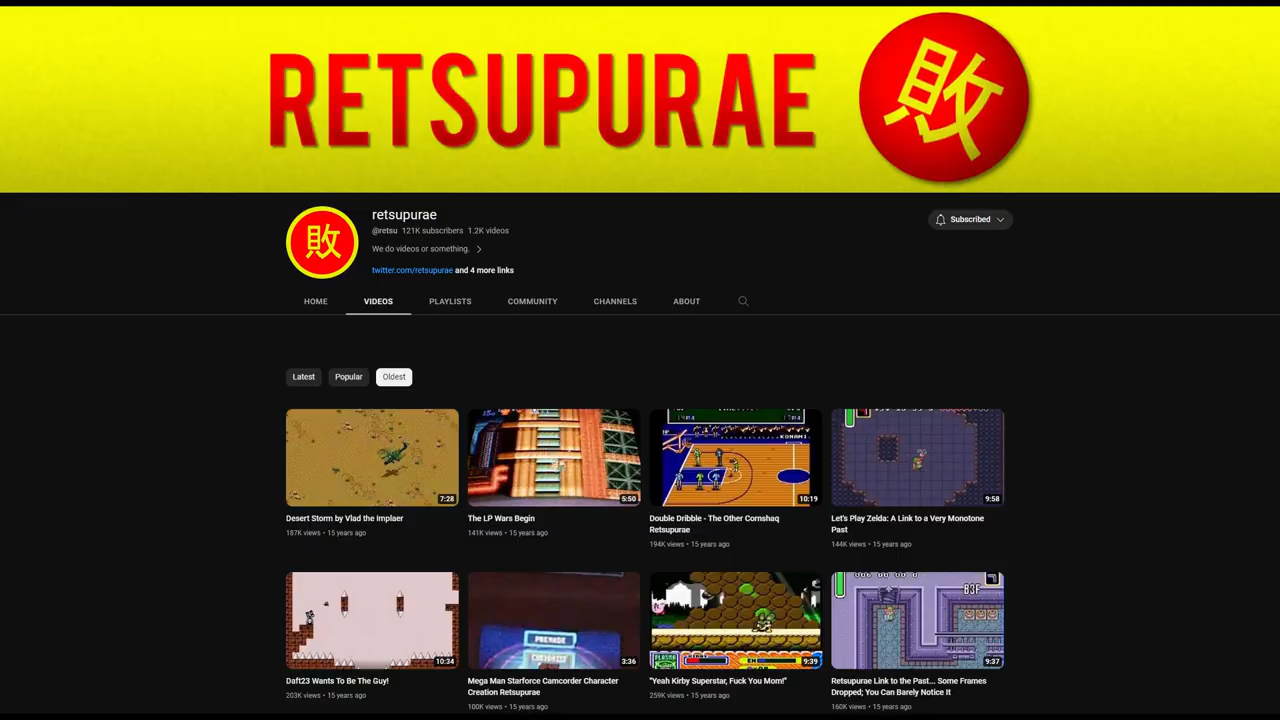 RETSUPURAE
敗
敗
retsupurae
@retsu 121K subscribers 1.2K videos
We do videos or something.
twitter.com/retsupurae and 4 more links
Subscribed
HOME VIDEOS PLAYLISTS COMMUNITY CHANNELS ABOUT
Latest Popular Oldest
7:28
5:50
KONAMI
10:19
9:58
Desert Storm by Vlad the Implaer
187K views • 15 years ago
The LP Wars Begin
141K views • 15 years ago
Double Dribble - The Other Cornshaq
Retsupurae
194K views • 15 years ago
Let's Play Zelda: A Link to a Very Monotone
Past
144K views • 15 years ago
10:34
3:36
PLASMA
9:39
B3F
9:37
Daft23 Wants To Be The Guy!
203K views • 15 years ago
Mega Man Starforce Camcorder Character
Creation Retsupurae
100K views • 15 years ago
"Yeah Kirby Superstar, Fuck You Mom!"
259K views • 15 years ago
Retsupurae Link to the Past... Some Frames
Dropped; You Can Barely Notice It
160K views • 15 years ago